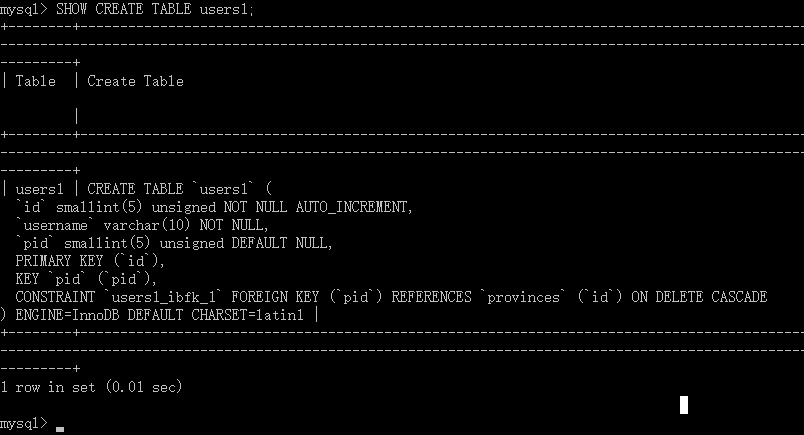 mysql> SHOW CREATE TABLE users1;
+--------+----------------------------------------------------------------------------------------
----------------------------------------------------------------------------------------------------
---------+
| Table  | Create Table

         |
+--------+----------------------------------------------------------------------------------------
----------------------------------------------------------------------------------------------------
---------+
| users1 | CREATE TABLE `users1` (
  `id` smallint(5) unsigned NOT NULL AUTO_INCREMENT,
  `username` varchar(10) NOT NULL,
  `pid` smallint(5) unsigned DEFAULT NULL,
  PRIMARY KEY (`id`),
  KEY `pid` (`pid`),
  CONSTRAINT `users1_ibfk_1` FOREIGN KEY (`pid`) REFERENCES `provinces` (`id`) ON DELETE CASCADE
) ENGINE=InnoDB DEFAULT CHARSET=latin1 |
+--------+----------------------------------------------------------------------------------------
----------------------------------------------------------------------------------------------------
---------+
1 row in set (0.01 sec)

mysql> _